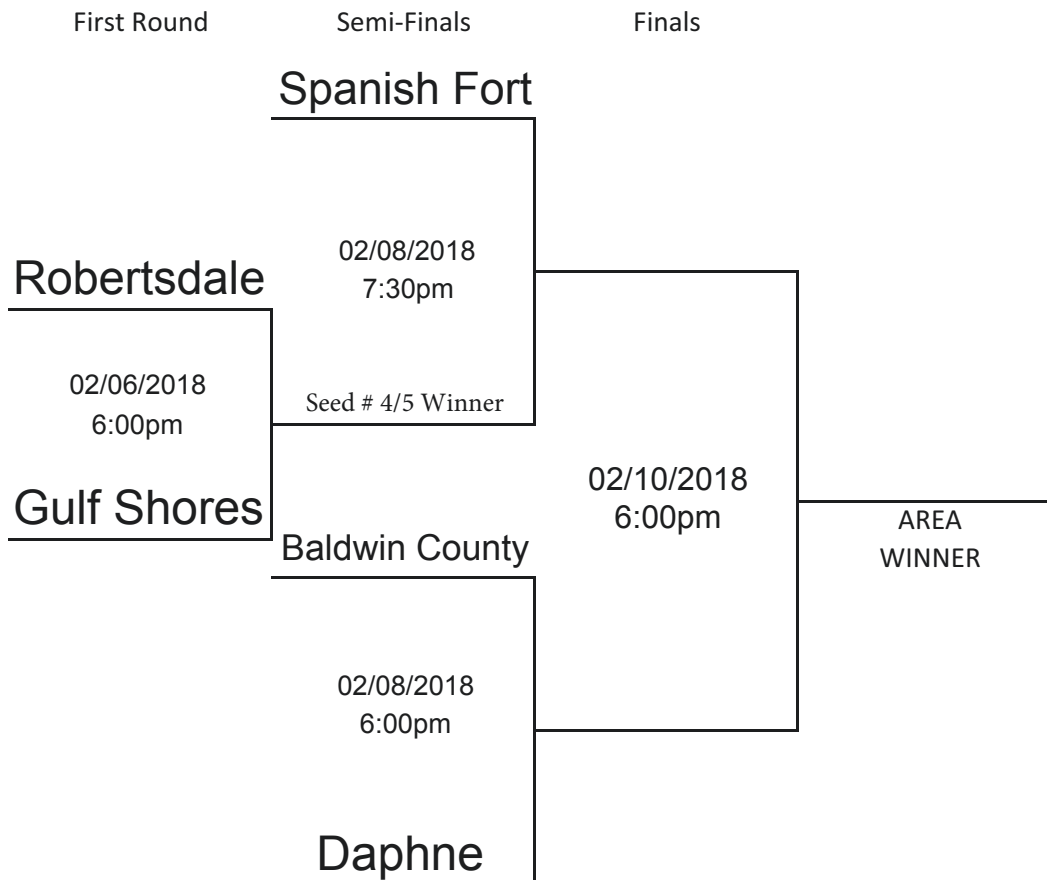 First Round
Semi-Finals
Finals
Spanish Fort
02/08/2018
7:30pm
Robertsdale
02/06/2018
6:00pm
Seed # 4/5 Winner
Gulf Shores
02/10/2018
6:00pm
AREA
WINNER
Baldwin County
02/08/2018
6:00pm
Daphne